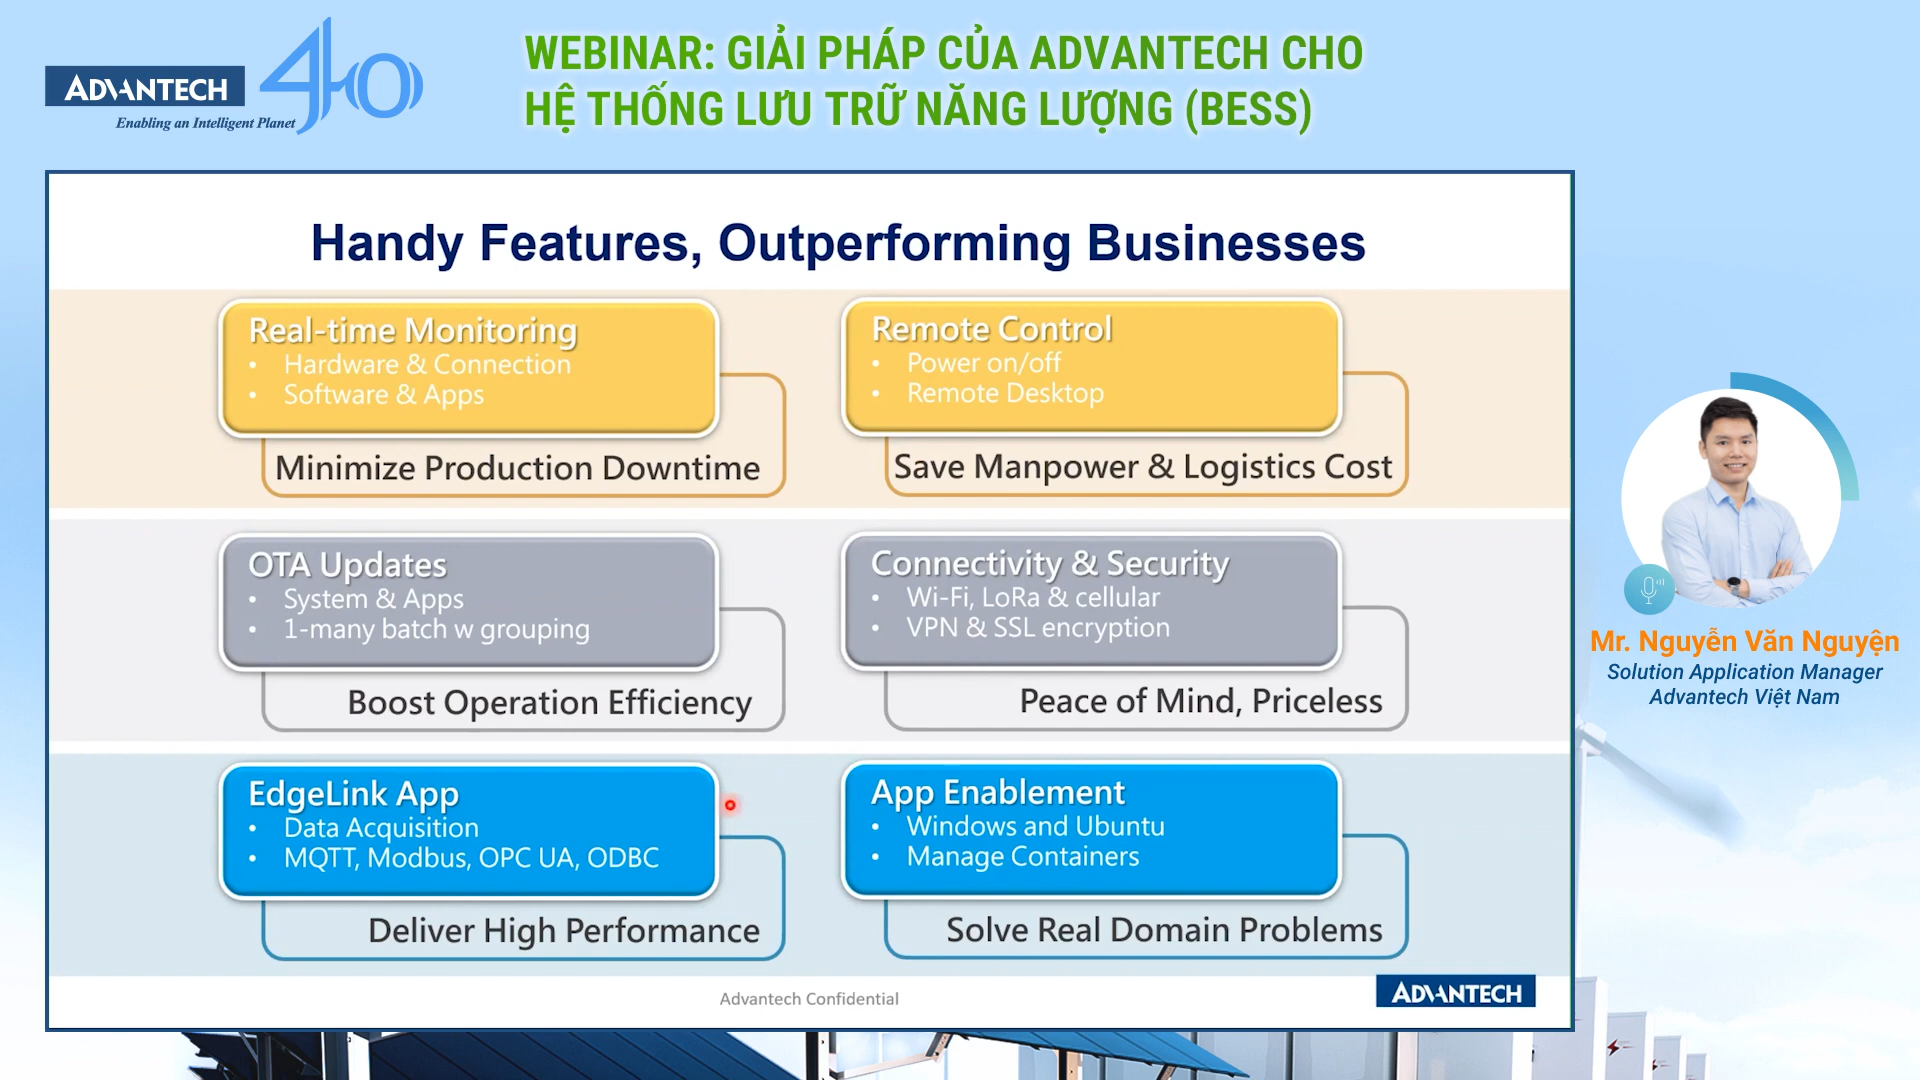 ADVANTECH
40
Enabling an Intelligent Planet
WEBINAR: GIẢI PHÁP CỦA ADVANTECH CHO
HỆ THỐNG LƯU TRỮ NĂNG LƯỢNG (BESS)
Handy Features, Outperforming Businesses
Real-time Monitoring
• Hardware & Connection
• Software & Apps
Minimize Production Downtime
Remote Control
• Power on/off
• Remote Desktop
Save Manpower & Logistics Cost
OTA Updates
• System & Apps
• 1-many batch w grouping
Boost Operation Efficiency
Connectivity & Security
• Wi-Fi, LoRa & cellular
• VPN & SSL encryption
Peace of Mind, Priceless
EdgeLink App
• Data Acquisition
• MQTT, Modbus, OPC UA, ODBC
Deliver High Performance
App Enablement
• Windows and Ubuntu
• Manage Containers
Solve Real Domain Problems
Advantech Confidential
ADVANTECH
Mr. Nguyễn Văn Nguyện
Solution Application Manager
Advantech Việt Nam